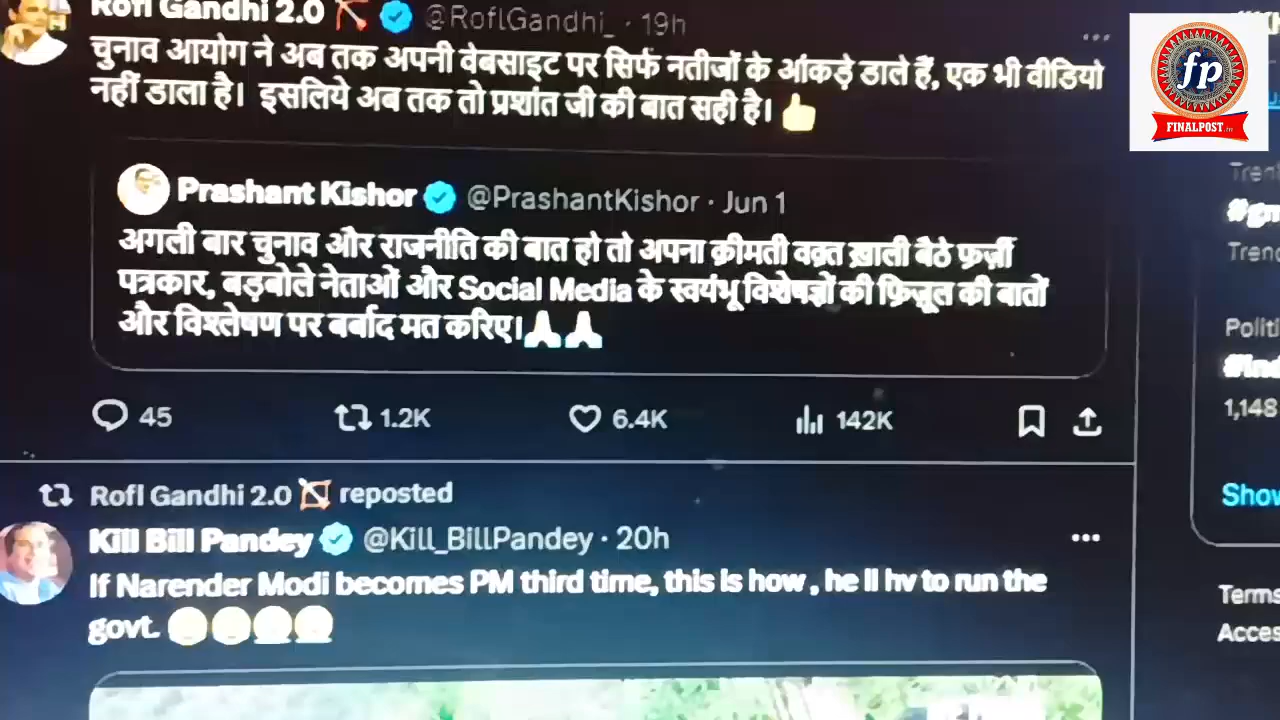 Rofl Gandhi 2.0 @RoflGandhi_ · 19h
चुनाव आयोग ने अब तक अपनी वेबसाइट पर सिर्फ नतीजों के आंकड़े डाले हैं, एक भी वीडियो
नहीं डाला है। इसलिये अब तक तो प्रशांत जी की बात सही है।
Prashant Kishor @PrashantKishor · Jun 1
अगली बार चुनाव और राजनीति की बात हो तो अपना क़ीमती वक़्त ख़ाली बैठे फ़र्ज़ी
पत्रकार, बड़बोले नेताओं और Social Media के स्वयंभू विशेषज्ञों की फ़िज़ूल की बातों
और विश्लेषण पर बर्बाद मत करिए।🙏🙏
45 1.2K 6.4K 142K
Rofl Gandhi 2.0 reposted
Kill Bill Pandey @Kill_BillPandey · 20h
If Narender Modi becomes PM third time, this is how , he ll hv to run the
govt.
fp
FINALPOST.in
1,148